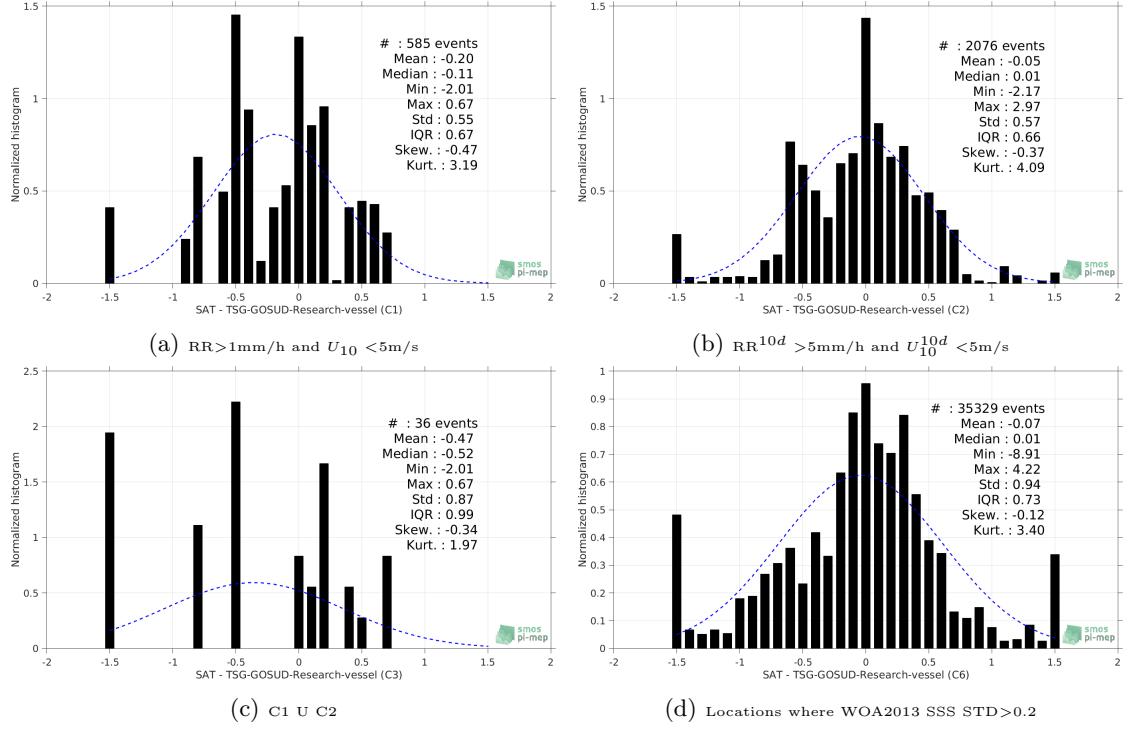 1.5
1
0.5
0
Normalized histogram
# : 585 events
Mean : -0.20
Median : -0.11
Min : -2.01
Max : 0.67
Std : 0.55
IQR : 0.67
Skew. : -0.47
Kurt. : 3.19
smos
pi-mep
-2 -1.5 -1 -0.5 0 0.5 1 1.5 2
SAT - TSG-GOSUD-Research-vessel (C1)
(a) RR>1mm/h and U10 <5m/s
1.5
1
0.5
0
Normalized histogram
# : 2076 events
Mean : -0.05
Median : 0.01
Min : -2.17
Max : 2.97
Std : 0.57
IQR : 0.66
Skew. : -0.37
Kurt. : 4.09
smos
pi-mep
-2 -1.5 -1 -0.5 0 0.5 1 1.5 2
SAT - TSG-GOSUD-Research-vessel (C2)
(b) RR^10d >5mm/h and U10^10d <5m/s
2.5
2
1.5
1
0.5
0
Normalized histogram
# : 36 events
Mean : -0.47
Median : -0.52
Min : -2.01
Max : 0.67
Std : 0.87
IQR : 0.99
Skew. : -0.34
Kurt. : 1.97
smos
pi-mep
-2 -1.5 -1 -0.5 0 0.5 1 1.5 2
SAT - TSG-GOSUD-Research-vessel (C3)
(c) C1 U C2
1
0.9
0.8
0.7
0.6
0.5
0.4
0.3
0.2
0.1
0
Normalized histogram
# : 35329 events
Mean : -0.07
Median : 0.01
Min : -8.91
Max : 4.22
Std : 0.94
IQR : 0.73
Skew. : -0.12
Kurt. : 3.40
smos
pi-mep
-2 -1.5 -1 -0.5 0 0.5 1 1.5 2
SAT - TSG-GOSUD-Research-vessel (C6)
(d) Locations where WOA2013 SSS STD>0.2